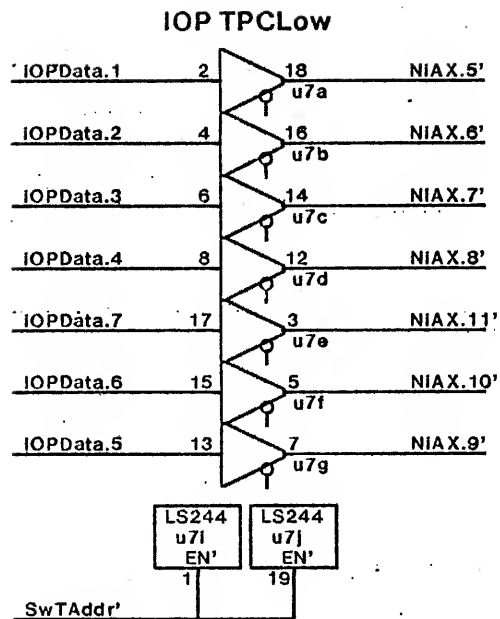 IOP TPCLow
IOPData.1 2 18 NIAX.5'
u7a
IOPData.2 4 16 NIAX.6'
u7b
IOPData.3 6 14 NIAX.7'
u7c
IOPData.4 8 12 NIAX.8'
u7d
IOPData.7 17 3 NIAX.11'
u7e
IOPData.6 15 5 NIAX.10'
u7f
IOPData.5 13 7 NIAX.9'
u7g
LS244 LS244
u7i u7j
EN' EN'
1 19
SwTAddr'